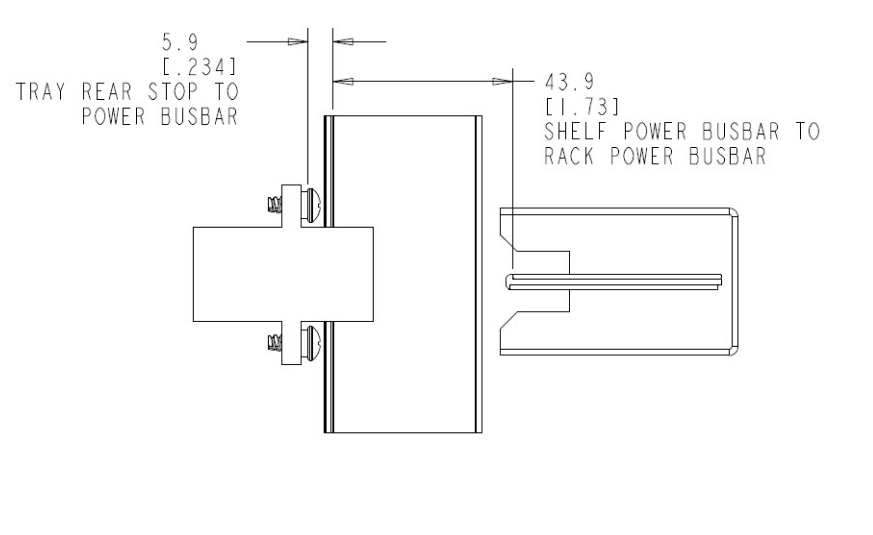 5.9
[.234]
TRAY REAR STOP TO
POWER BUSBAR
43.9
[1.73]
SHELF POWER BUSBAR TO
RACK POWER BUSBAR